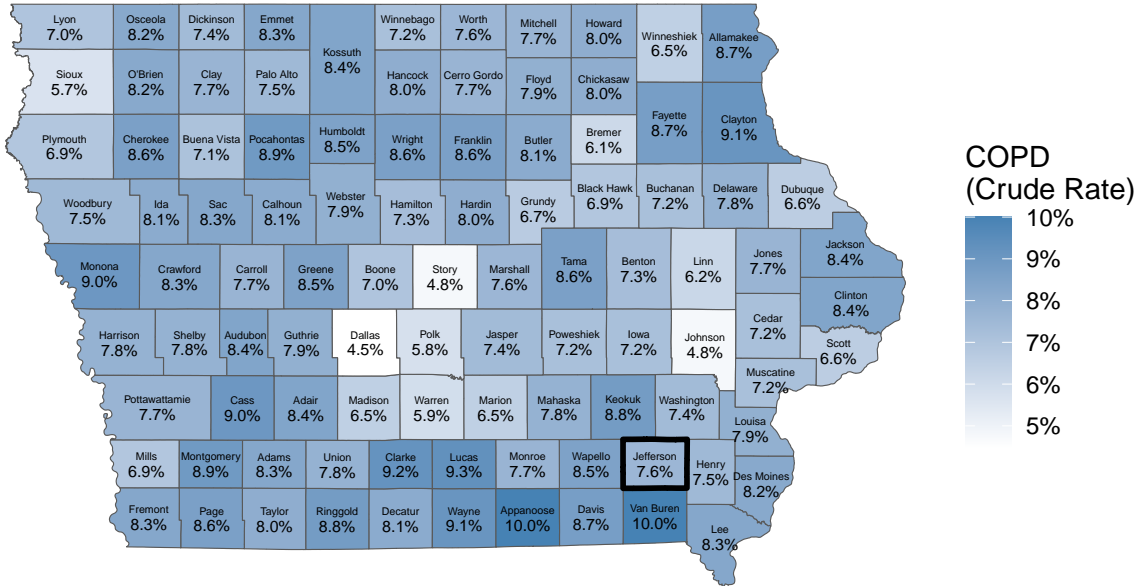 Lyon
7.0%
Osceola
8.2%
Dickinson
7.4%
Emmet
8.3%
Kossuth
8.4%
Winnebago
7.2%
Worth
7.6%
Mitchell
7.7%
Howard
8.0%
Winneshiek
6.5%
Allamakee
8.7%
Sioux
5.7%
O'Brien
8.2%
Clay
7.7%
Palo Alto
7.5%
Hancock
8.0%
Cerro Gordo
7.7%
Floyd
7.9%
Chickasaw
8.0%
Fayette
8.7%
Clayton
9.1%
Plymouth
6.9%
Cherokee
8.6%
Buena Vista
7.1%
Pocahontas
8.9%
Humboldt
8.5%
Wright
8.6%
Franklin
8.6%
Butler
8.1%
Bremer
6.1%
Woodbury
7.5%
Ida
8.1%
Sac
8.3%
Calhoun
8.1%
Webster
7.9%
Hamilton
7.3%
Hardin
8.0%
Grundy
6.7%
Black Hawk
6.9%
Buchanan
7.2%
Delaware
7.8%
Dubuque
6.6%
Monona
9.0%
Crawford
8.3%
Carroll
7.7%
Greene
8.5%
Boone
7.0%
Story
4.8%
Marshall
7.6%
Tama
8.6%
Benton
7.3%
Linn
6.2%
Jones
7.7%
Jackson
8.4%
Clinton
8.4%
Harrison
7.8%
Shelby
7.8%
Audubon
8.4%
Guthrie
7.9%
Dallas
4.5%
Polk
5.8%
Jasper
7.4%
Poweshiek
7.2%
Iowa
7.2%
Johnson
4.8%
Cedar
7.2%
Scott
6.6%
Muscatine
7.2%
Pottawattamie
7.7%
Cass
9.0%
Adair
8.4%
Madison
6.5%
Warren
5.9%
Marion
6.5%
Mahaska
7.8%
Keokuk
8.8%
Washington
7.4%
Louisa
7.9%
Mills
6.9%
Montgomery
8.9%
Adams
8.3%
Union
7.8%
Clarke
9.2%
Lucas
9.3%
Monroe
7.7%
Wapello
8.5%
Jefferson
7.6%
Henry
7.5%
Des Moines
8.2%
Fremont
8.3%
Page
8.6%
Taylor
8.0%
Ringgold
8.8%
Decatur
8.1%
Wayne
9.1%
Appanoose
10.0%
Davis
8.7%
Van Buren
10.0%
Lee
8.3%
COPD
(Crude Rate)
10%
9%
8%
7%
6%
5%